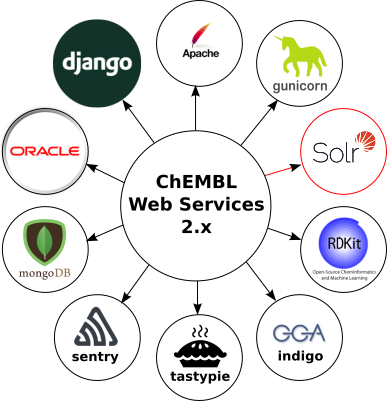 django
Apache
gunicorn
ORACLE
ChEMBL
Web Services
2.x
Solr
mongoDB
RDKit
Open-Source Cheminformatics
and Machine Learning
sentry
tastypie
GGA
indigo